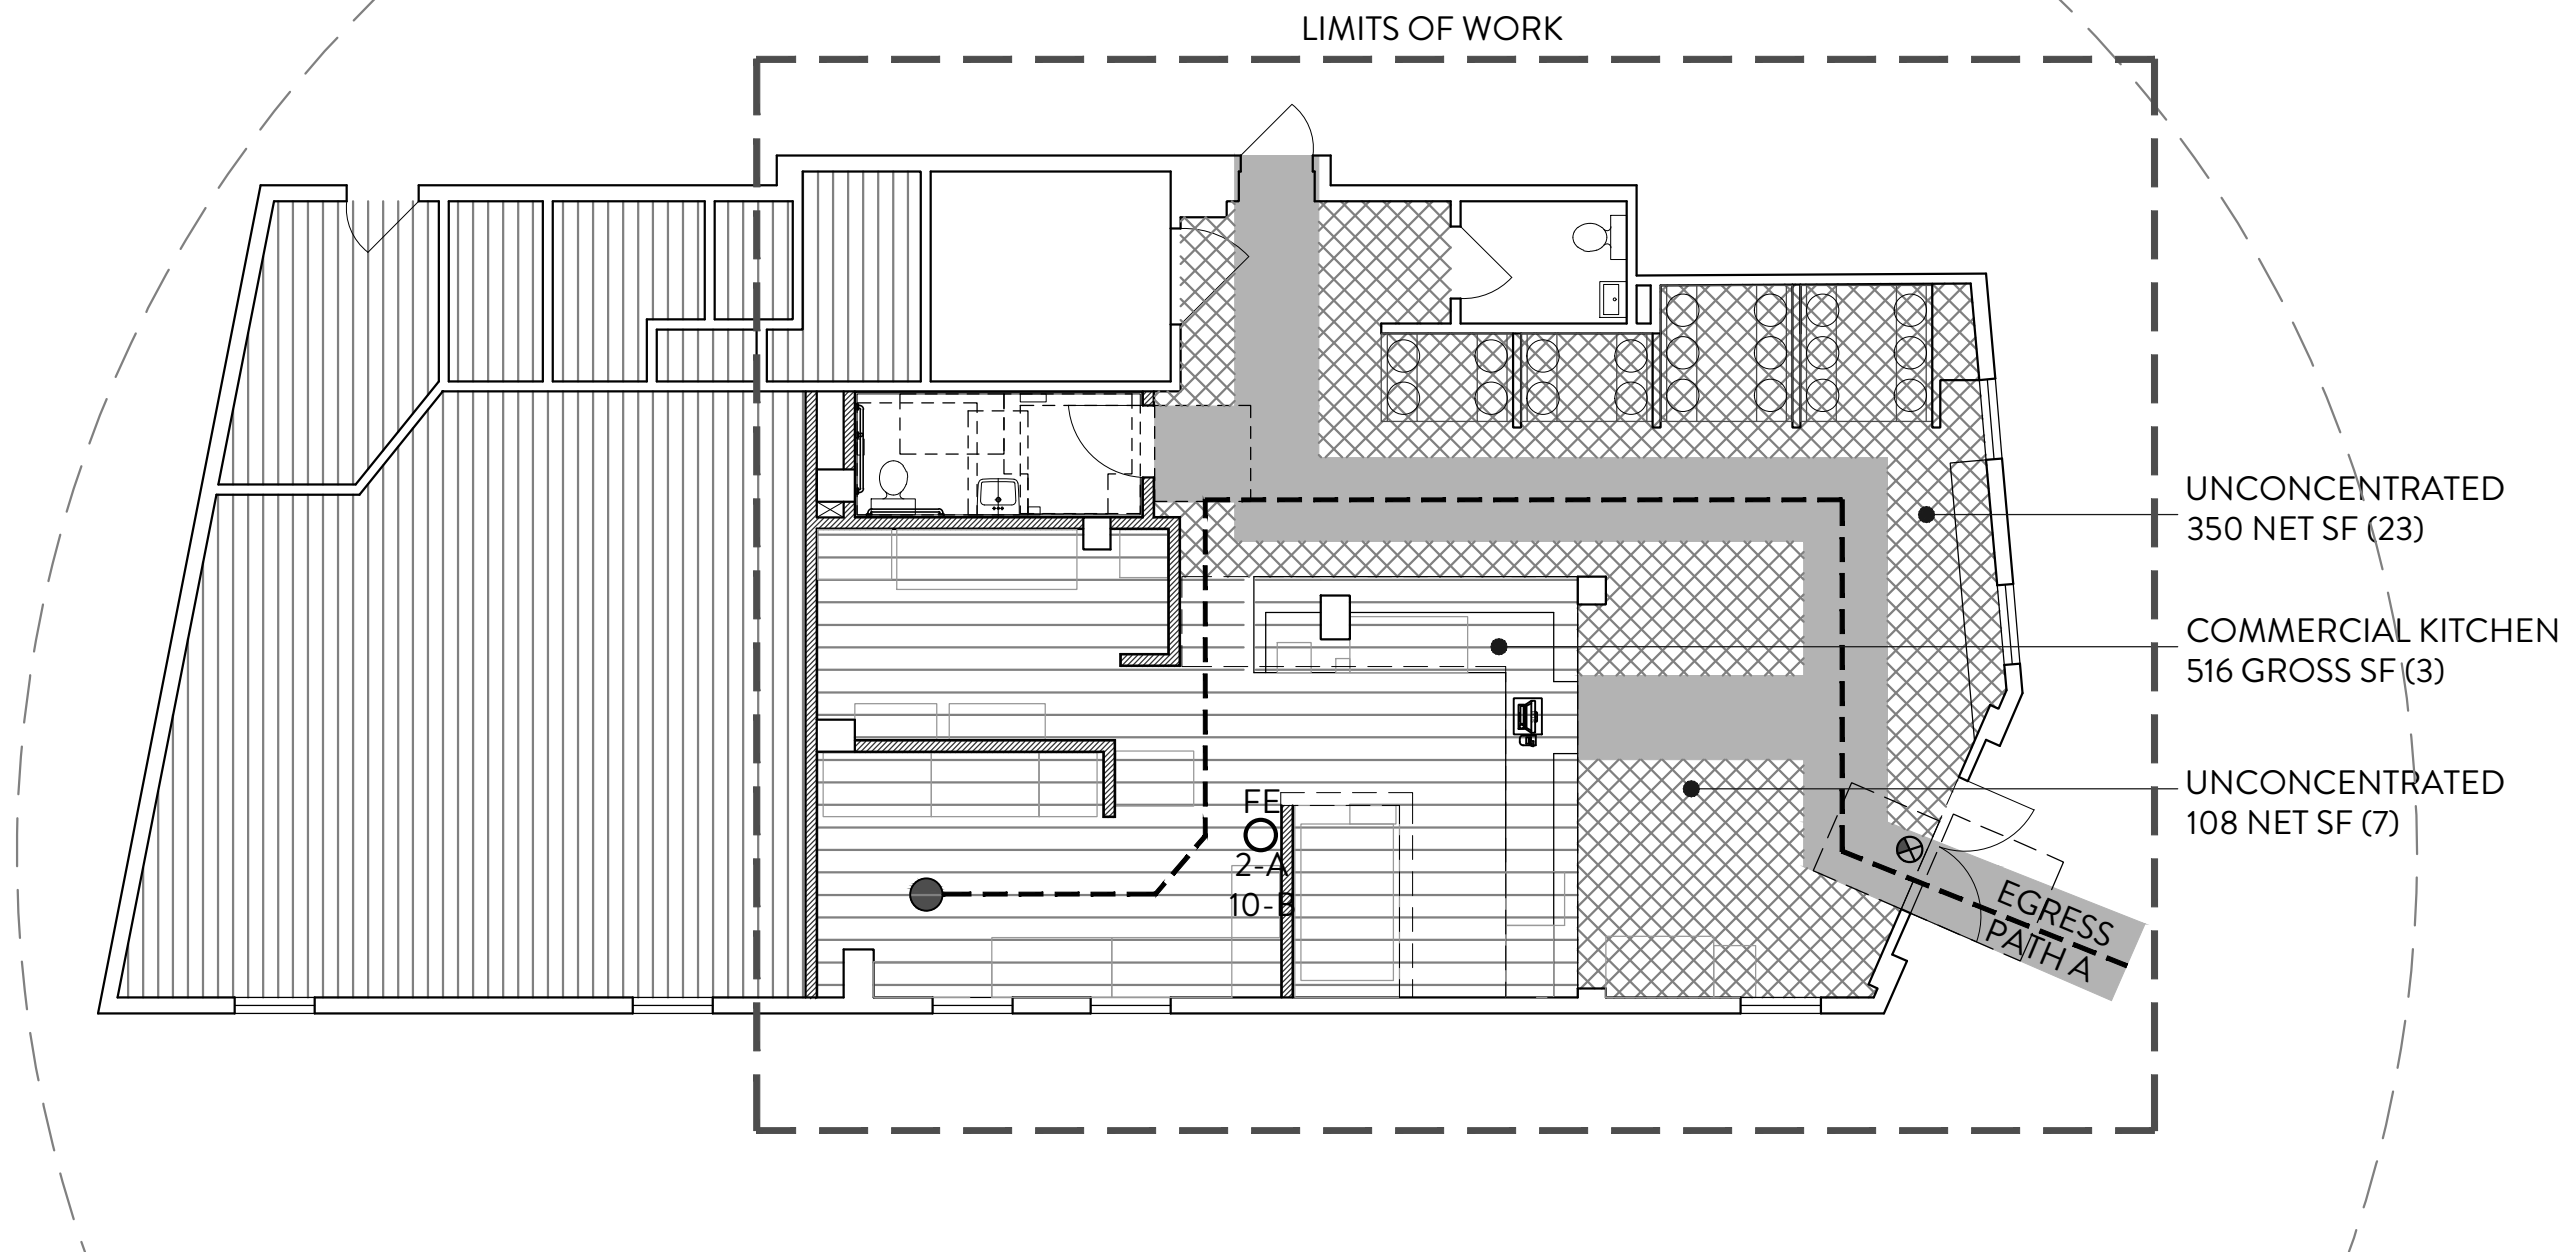 LIMITS OF WORK
UNCONCENTRATED
350 NET SF (23)
COMMERCIAL KITCHEN
516 GROSS SF (3)
UNCONCENTRATED
108 NET SF (7)
FE
2-A
10-B
EGRESS
PATH A